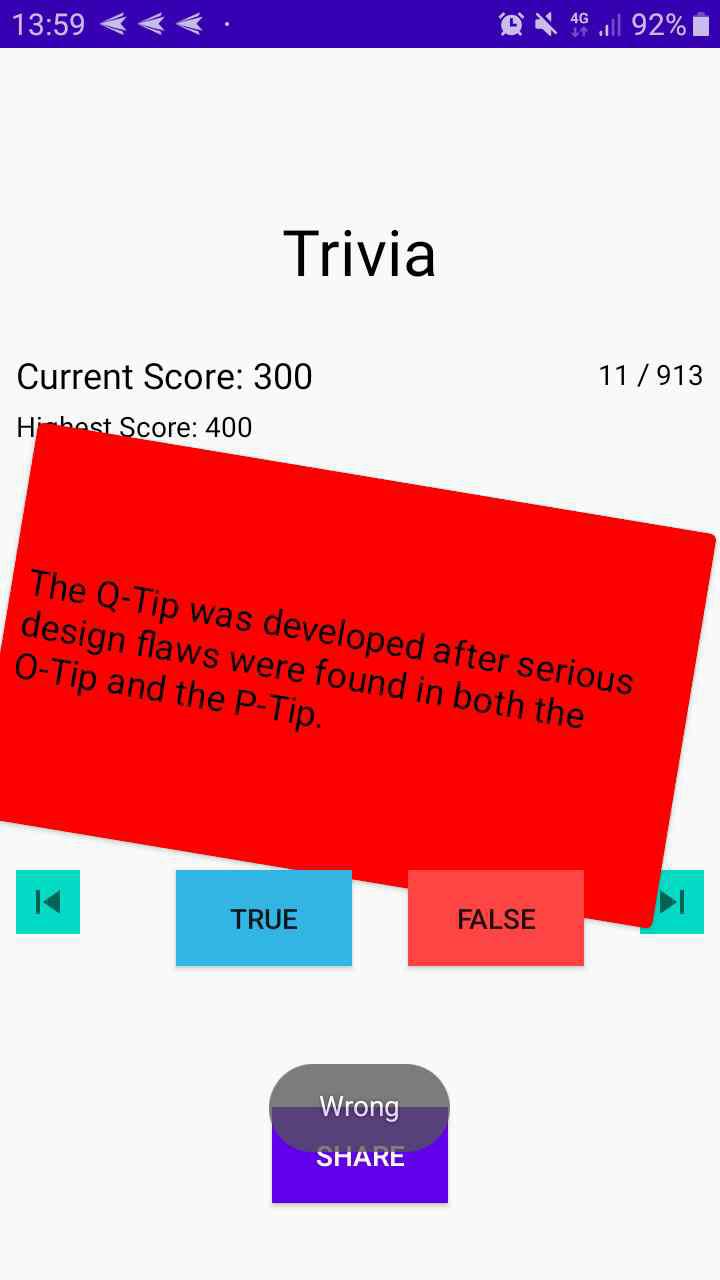 13:59 4G 92%
Trivia
Current Score: 300 11 / 913
Highest Score: 400
The Q-Tip was developed after serious
design flaws were found in both the
O-Tip and the P-Tip.
TRUE FALSE
Wrong
SHARE